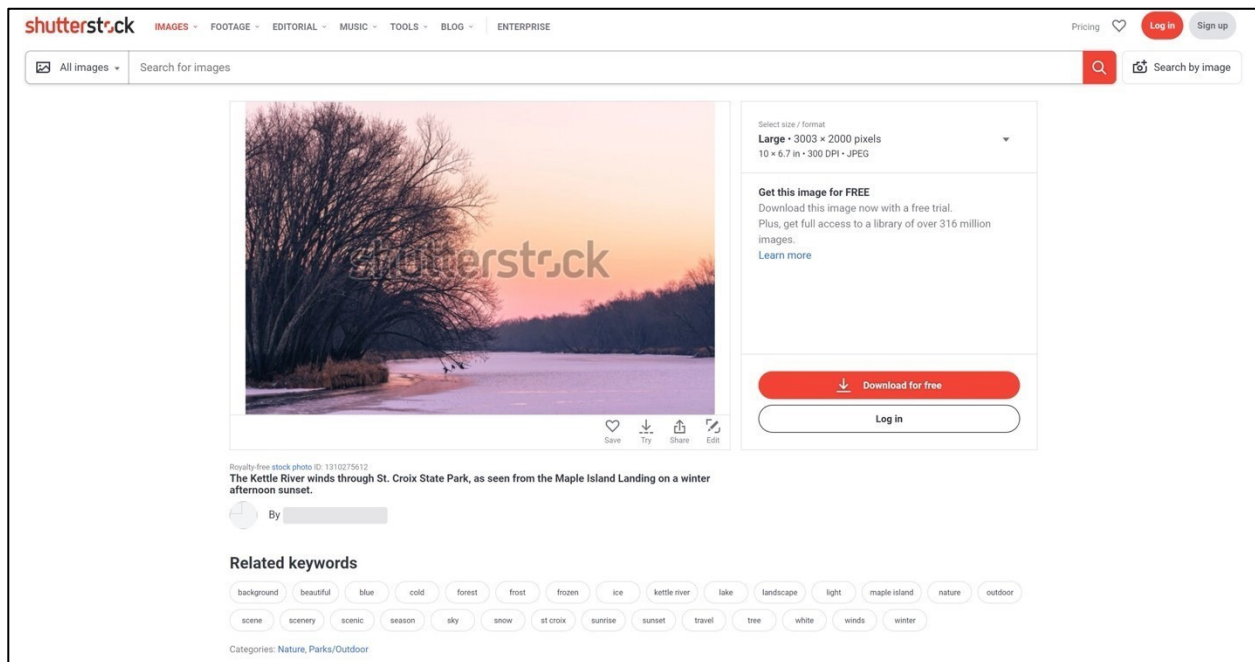 shutterstock IMAGES FOOTAGE EDITORIAL MUSIC TOOLS BLOG ENTERPRISE Pricing Log in Sign up
All images Search for images Search by image
Select size / format
Large • 3003 × 2000 pixels
10 × 6.7 in • 300 DPI • JPEG
Get this image for FREE
Download this image now with a free trial.
Plus, get full access to a library of over 316 million
images.
Learn more
shutterstock
Download for free
Log in
Save Try Share Edit
Royalty-free stock photo ID: 1310275612
The Kettle River winds through St. Croix State Park, as seen from the Maple Island Landing on a winter
afternoon sunset.
By
Related keywords
background beautiful blue cold forest frost frozen ice kettle river lake landscape light maple island nature outdoor
scene scenery scenic season sky snow st croix sunrise sunset travel tree white winds winter
Categories: Nature, Parks/Outdoor